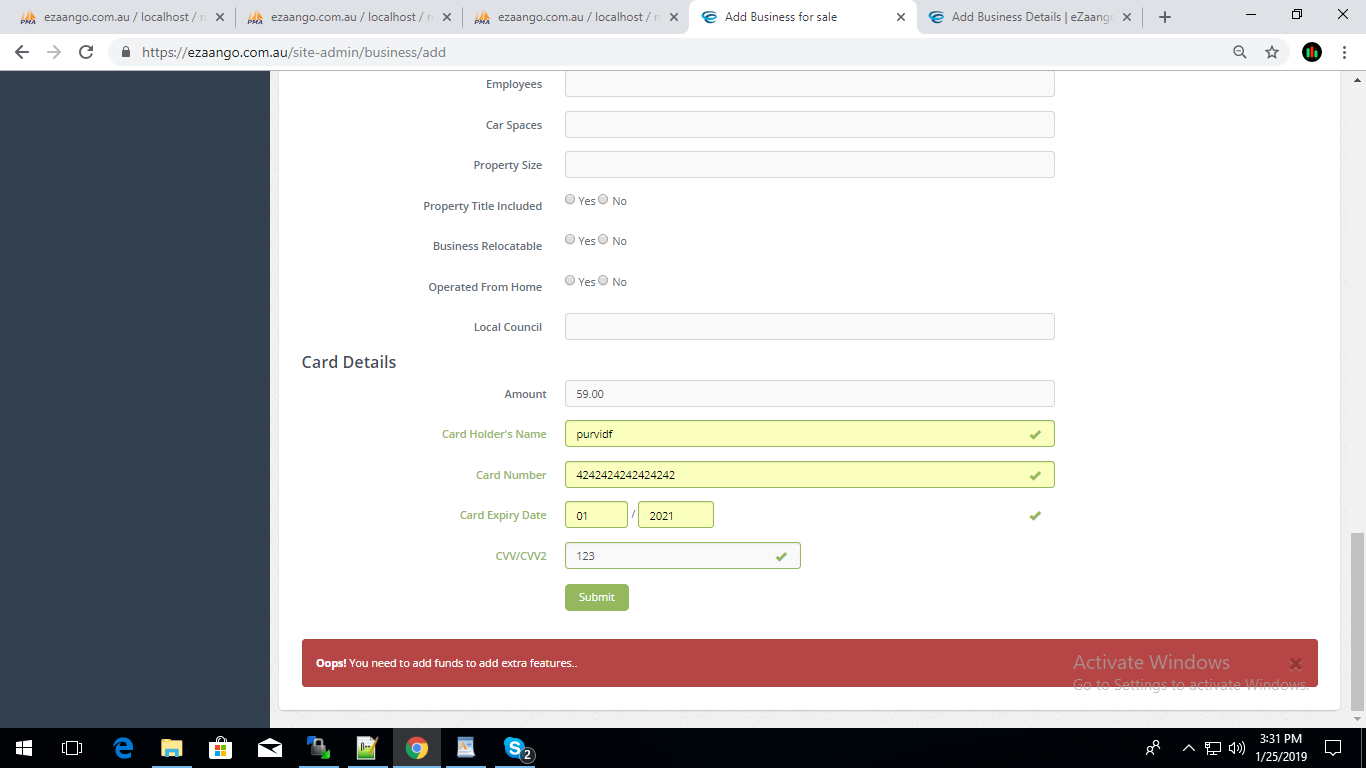 ezaango.com.au / localhost /
ezaango.com.au / localhost /
ezaango.com.au / localhost /
Add Business for sale
Add Business Details | eZaang
https://ezaango.com.au/site-admin/business/add
Employees
Car Spaces
Property Size
Property Title Included Yes No
Business Relocatable Yes No
Operated From Home Yes No
Local Council
Card Details
Amount 59.00
Card Holder's Name purvidf
Card Number 4242424242424242
Card Expiry Date 01 / 2021
CVV/CVV2 123
Submit
Oops! You need to add funds to add extra features..
Activate Windows
Go to Settings to activate Windows.
2
3:31 PM
1/25/2019